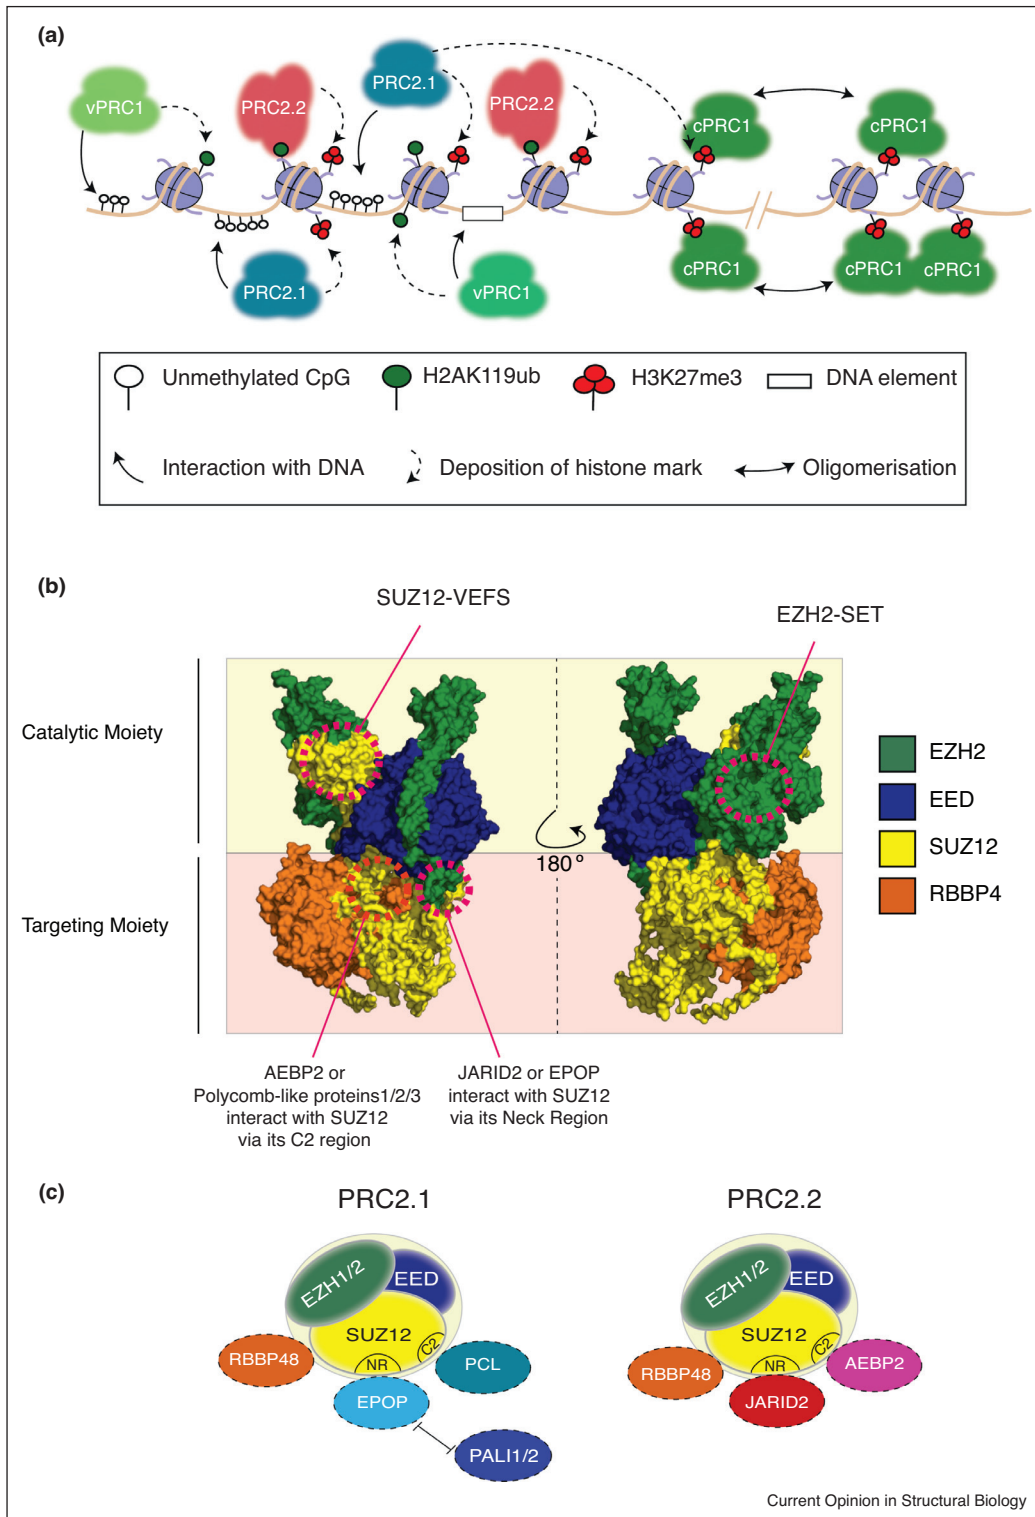 (a)
vPRC1
PRC2.2
PRC2.1
PRC2.2
cPRC1
cPRC1
PRC2.1
vPRC1
cPRC1
cPRC1
cPRC1
Unmethylated CpG
H2AK119ub
H3K27me3
DNA element
Interaction with DNA
Deposition of histone mark
Oligomerisation
(b)
SUZ12-VEFS
EZH2-SET
Catalytic Moiety
Targeting Moiety
180°
EZH2
EED
SUZ12
RBBP4
AEBP2 or
Polycomb-like proteins1/2/3
interact with SUZ12
via its C2 region
JARID2 or EPOP
interact with SUZ12
via its Neck Region
(c)
PRC2.1
EZH1/2
EED
SUZ12
C2
NR
RBBP48
PCL
EPOP
PALI1/2
PRC2.2
EZH1/2
EED
SUZ12
C2
NR
RBBP48
AEBP2
JARID2
Current Opinion in Structural Biology